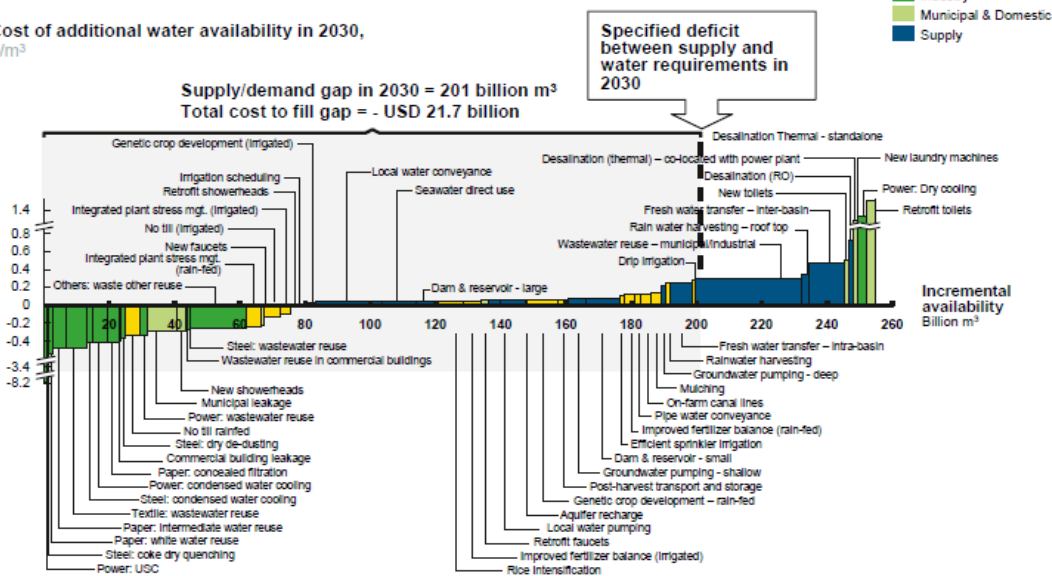 Cost of additional water availability in 2030,
/m³
Municipal & Domestic
Supply
Specified deficit
between supply and
water requirements in
2030
Supply/demand gap in 2030 = 201 billion m³
Total cost to fill gap = - USD 21.7 billion
Genetic crop development (irrigated)
Desalination Thermal - standalone
Desalination (thermal) – co-located with power plant
New laundry machines
Local water conveyance
Irrigation scheduling
Desalination (RO)
Retrofit showerheads
Seawater direct use
New toilets
Power: Dry cooling
Integrated plant stress mgt. (irrigated)
Fresh water transfer – inter-basin
Retrofit toilets
No till (irrigated)
Rain water harvesting – roof top
New faucets
Wastewater reuse – municipal/industrial
Integrated plant stress mgt.
(rain-fed)
Drip irrigation
Others: waste other reuse
Dam & reservoir - large
1.4
0.8
0.6
0.4
0.2
0
-0.2
-0.4
-3.4
-8.2
20
40
60
80
100
120
140
160
180
200
220
240
260
Incremental
availability
Billion m³
Steel: wastewater reuse
Wastewater reuse in commercial buildings
New showerheads
Municipal leakage
Power: wastewater reuse
No till rainfed
Steel: dry de-dusting
Commercial building leakage
Paper: concealed filtration
Power: condensed water cooling
Steel: condensed water cooling
Textile: wastewater reuse
Paper: Intermediate water reuse
Paper: white water reuse
Steel: coke dry quenching
Power: USC
Fresh water transfer – intra-basin
Rainwater harvesting
Groundwater pumping - deep
Mulching
On-farm canal lines
Pipe water conveyance
Improved fertilizer balance (rain-fed)
Efficient sprinkler irrigation
Dam & reservoir - small
Groundwater pumping - shallow
Post-harvest transport and storage
Genetic crop development – rain-fed
Aquifer recharge
Local water pumping
Retrofit faucets
Improved fertilizer balance (irrigated)
Rice intensification